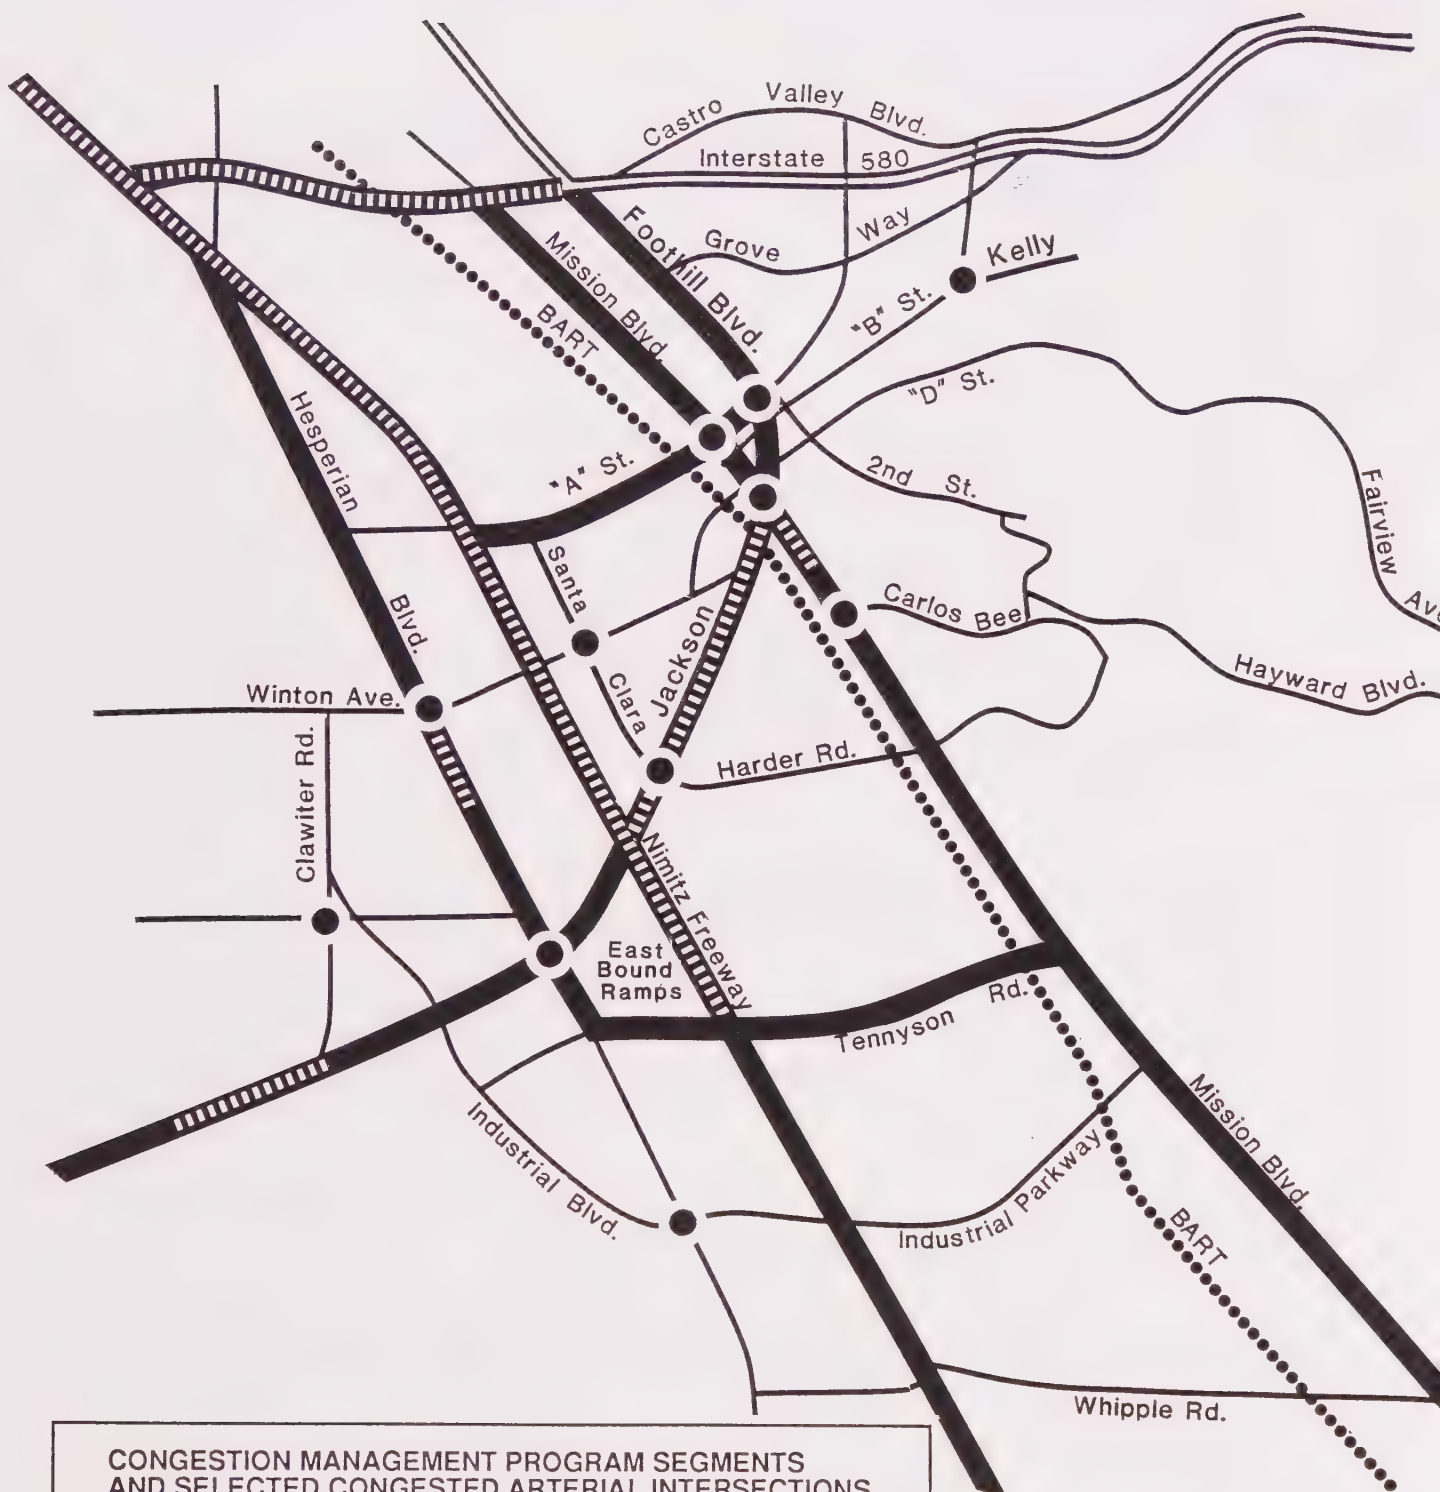 Castro Valley Blvd.
Interstate 580
Foothill Blvd.
Grove Way
Kelly
Mission Blvd.
BART
"B" St.
"D" St.
Hesperian Blvd.
"A" St.
2nd St.
Fairview Ave
Santa Clara
Carlos Bee
Jackson
Hayward Blvd.
Winton Ave.
Clawiter Rd.
Harder Rd.
Nimitz Freeway
East
Bound
Ramps
Rd.
Tennyson
Mission Blvd.
Industrial Blvd.
Industrial Parkway
BART
Whipple Rd.
CONGESTION MANAGEMENT PROGRAM SEGMENTS
AND SELECTED CONGESTED ARTERIAL INTERSECTIONS